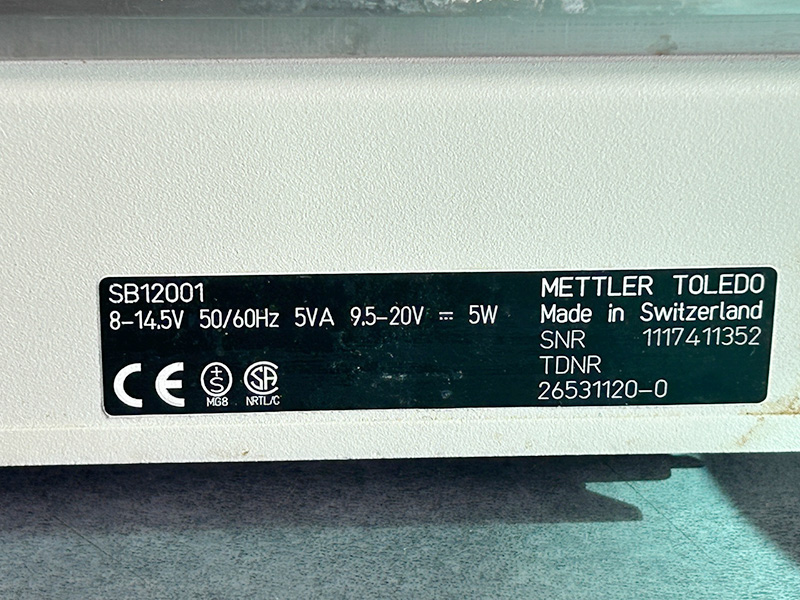 SB12001
8–14.5V 50/60Hz 5VA 9.5–20V ⎓ 5W
CE
±
S
MG8
SA
NRTL/C
METTLER TOLEDO
Made in Switzerland
SNR 1117411352
TDNR
26531120–0